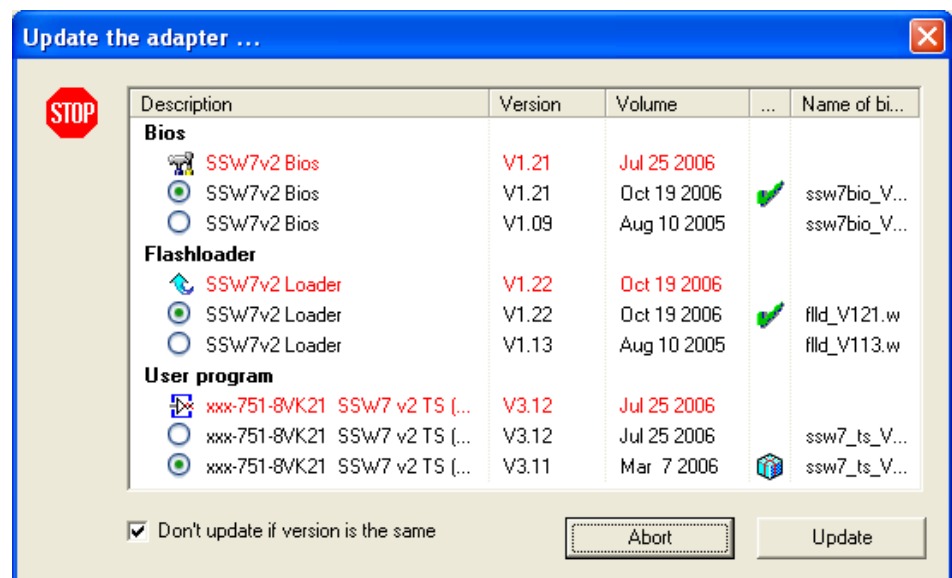 Update the adapter ...
STOP
Description Version Volume ... Name of bi...
Bios
SSW7v2 Bios V1.21 Jul 25 2006
SSW7v2 Bios V1.21 Oct 19 2006 ssw7bio_V...
SSW7v2 Bios V1.09 Aug 10 2005 ssw7bio_V...
Flashloader
SSW7v2 Loader V1.22 Oct 19 2006
SSW7v2 Loader V1.22 Oct 19 2006 flld_V121.w
SSW7v2 Loader V1.13 Aug 10 2005 flld_V113.w
User program
xxx-751-8VK21 SSW7 v2 TS (... V3.12 Jul 25 2006
xxx-751-8VK21 SSW7 v2 TS (... V3.12 Jul 25 2006 ssw7_ts_V...
xxx-751-8VK21 SSW7 v2 TS (... V3.11 Mar 7 2006 ssw7_ts_V...
Don't update if version is the same
Abort Update